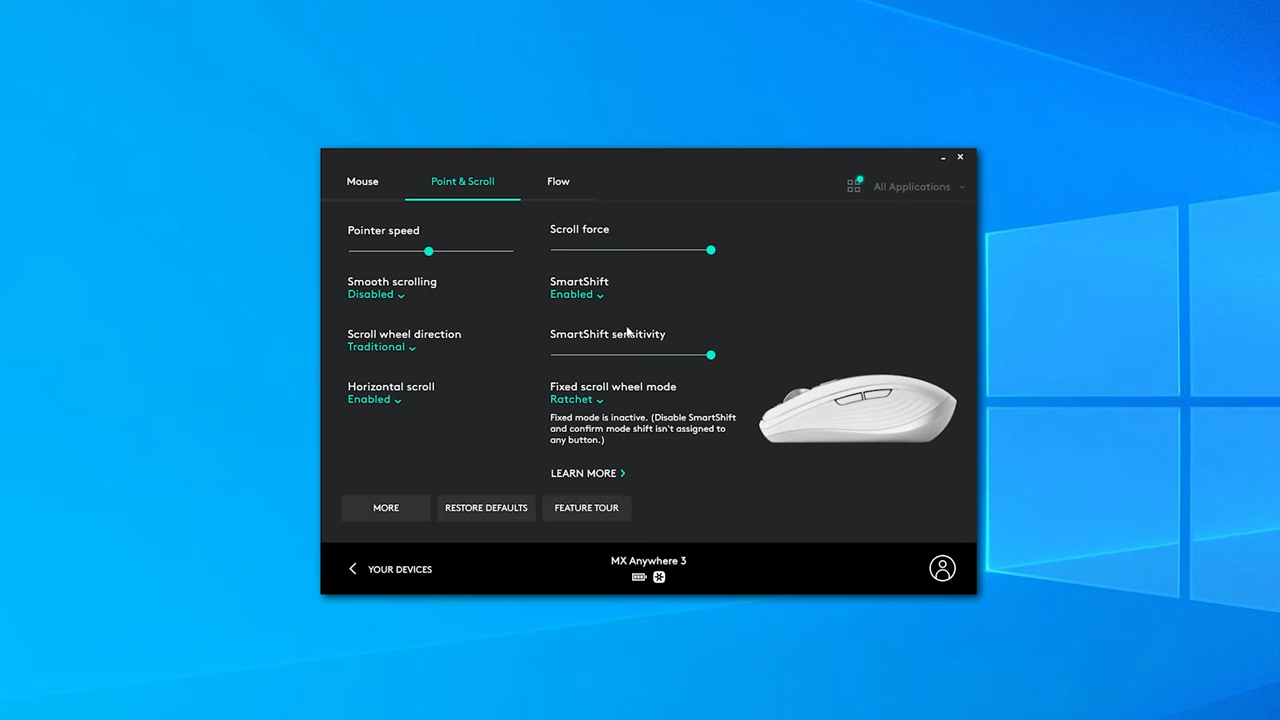 Mouse
Point & Scroll
Flow
All Applications
Pointer speed
Smooth scrolling
Disabled
Scroll wheel direction
Traditional
Horizontal scroll
Enabled
Scroll force
SmartShift
Enabled
SmartShift sensitivity
Fixed scroll wheel mode
Ratchet
Fixed mode is inactive. (Disable SmartShift
and confirm mode shift isn't assigned to
any button.)
LEARN MORE
MORE
RESTORE DEFAULTS
FEATURE TOUR
YOUR DEVICES
MX Anywhere 3